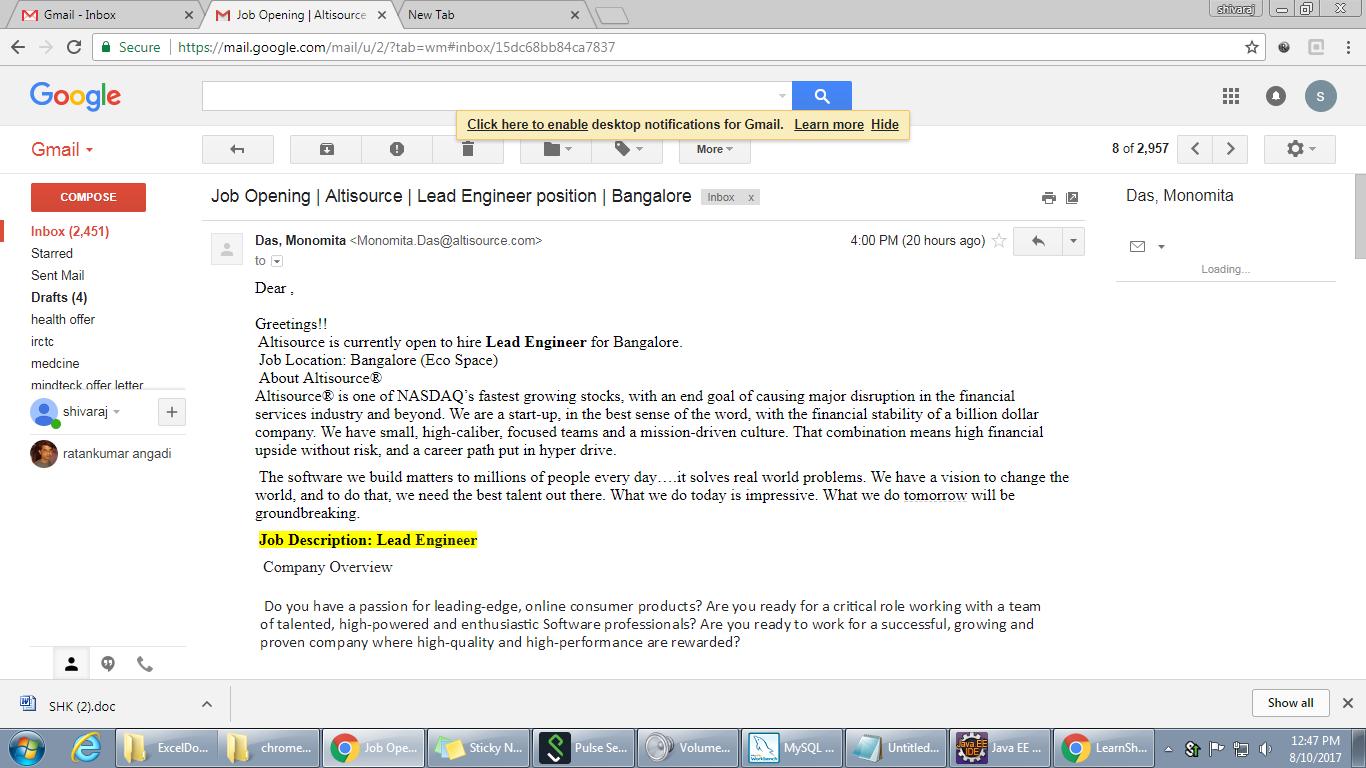 Gmail - Inbox
Job Opening | Altisource
New Tab
shivaraj
Secure
https://mail.google.com/mail/u/2/?tab=wm#inbox/15dc68bb84ca7837
Google
S
Click here to enable desktop notifications for Gmail. Learn more Hide
Gmail
More
8 of 2,957
COMPOSE
Job Opening | Altisource | Lead Engineer position | Bangalore
Inbox x
Das, Monomita
Inbox (2,451)
Starred
Sent Mail
Drafts (4)
health offer
irctc
medcine
mindteck offer letter
shivaraj
ratankumar angadi
Das, Monomita <Monomita.Das@altisource.com>
4:00 PM (20 hours ago)
to
Loading...
Dear ,
Greetings!!
Altisource is currently open to hire Lead Engineer for Bangalore.
Job Location: Bangalore (Eco Space)
About Altisource®
Altisource® is one of NASDAQ’s fastest growing stocks, with an end goal of causing major disruption in the financial
services industry and beyond. We are a start-up, in the best sense of the word, with the financial stability of a billion dollar
company. We have small, high-caliber, focused teams and a mission-driven culture. That combination means high financial
upside without risk, and a career path put in hyper drive.
The software we build matters to millions of people every day….it solves real world problems. We have a vision to change the
world, and to do that, we need the best talent out there. What we do today is impressive. What we do tomorrow will be
groundbreaking.
Job Description: Lead Engineer
Company Overview
Do you have a passion for leading-edge, online consumer products? Are you ready for a critical role working with a team
of talented, high-powered and enthusiastic Software professionals? Are you ready to work for a successful, growing and
proven company where high-quality and high-performance are rewarded?
SHK (2).doc
Show all
ExcelDo...
chrome...
Job Ope...
Sticky N...
Pulse Se...
Volume...
MySQL ...
Untitled...
Java EE ...
LearnSh...
12:47 PM
8/10/2017